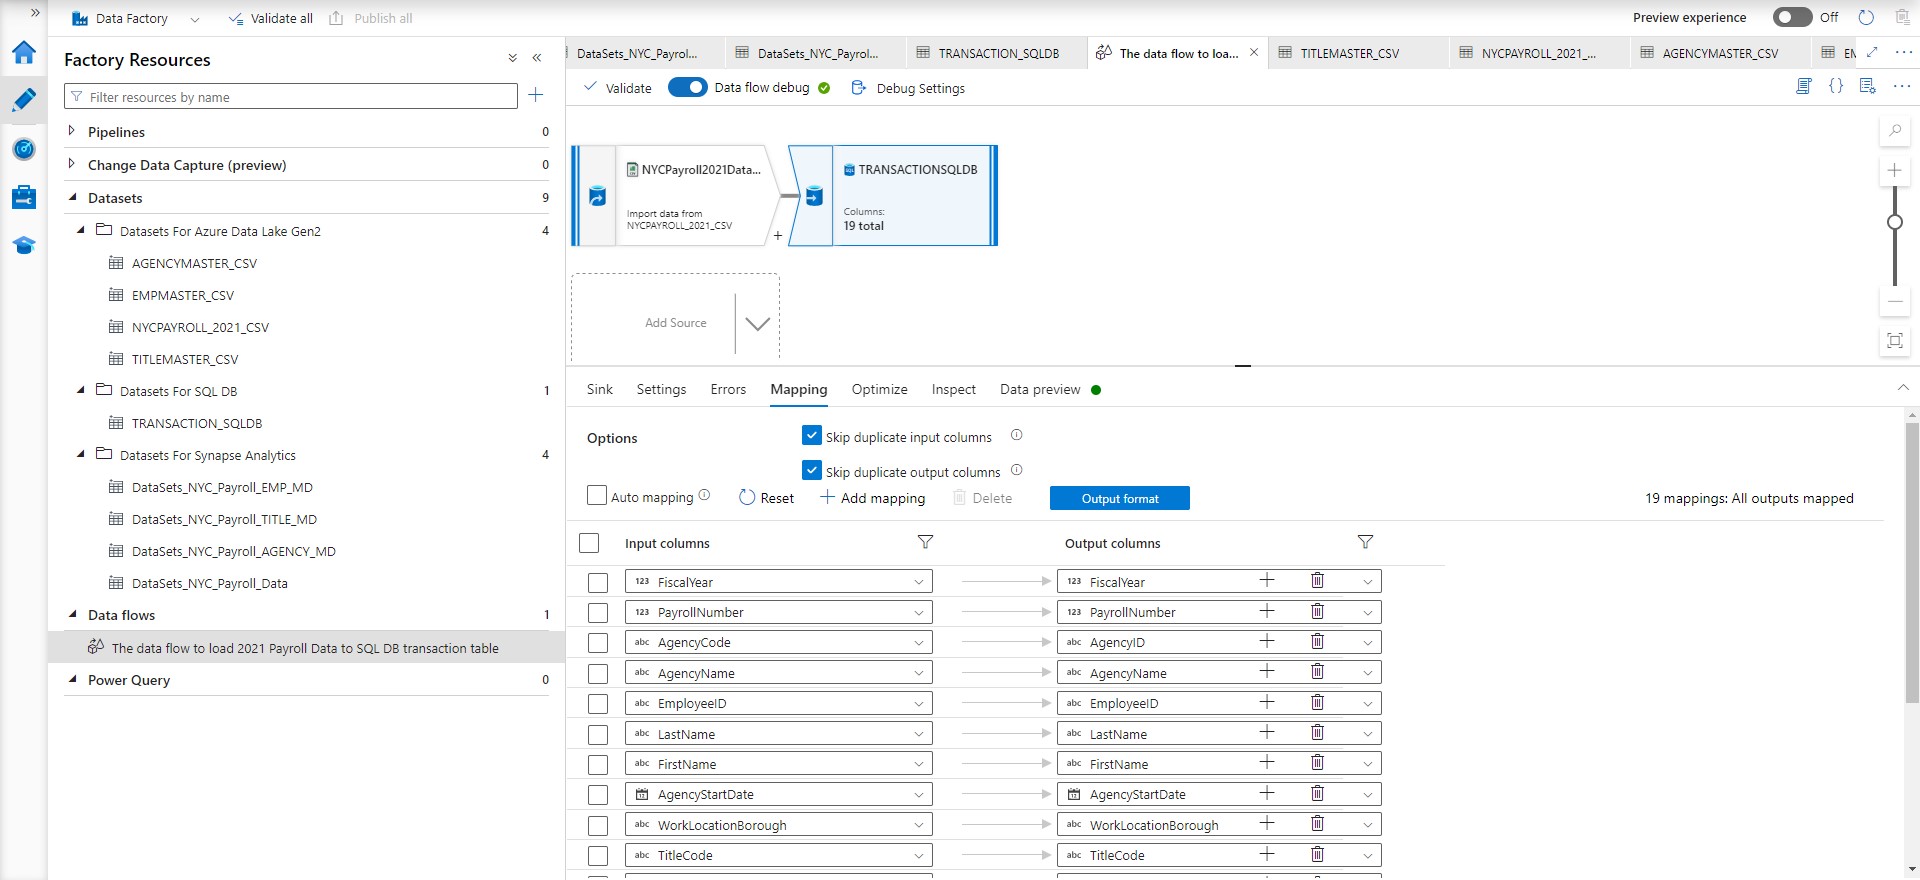 Data Factory
Validate all
Publish all
Preview experience
Off
Factory Resources
Filter resources by name
Pipelines 0
Change Data Capture (preview) 0
Datasets 9
Datasets For Azure Data Lake Gen2 4
AGENCYMASTER_CSV
EMPMASTER_CSV
NYCPAYROLL_2021_CSV
TITLEMASTER_CSV
Datasets For SQL DB 1
TRANSACTION_SQLDB
Datasets For Synapse Analytics 4
DataSets_NYC_Payroll_EMP_MD
DataSets_NYC_Payroll_TITLE_MD
DataSets_NYC_Payroll_AGENCY_MD
DataSets_NYC_Payroll_Data
Data flows 1
The data flow to load 2021 Payroll Data to SQL DB transaction table
Power Query 0
DataSets_NYC_Payrol...
DataSets_NYC_Payrol...
TRANSACTION_SQLDB
The data flow to loa...
TITLEMASTER_CSV
NYCPAYROLL_2021_...
AGENCYMASTER_CSV
EM
Validate
Data flow debug
Debug Settings
NYCPayroll2021Data...
Import data from
NYCPAYROLL_2021_CSV
TRANSACTIONSQLDB
Columns:
19 total
Add Source
Sink
Settings
Errors
Mapping
Optimize
Inspect
Data preview
Options
Skip duplicate input columns
Skip duplicate output columns
Auto mapping
Reset
Add mapping
Delete
Output format
19 mappings: All outputs mapped
Input columns
Output columns
123 FiscalYear 123 FiscalYear
123 PayrollNumber 123 PayrollNumber
abc AgencyCode abc AgencyID
abc AgencyName abc AgencyName
abc EmployeeID abc EmployeeID
abc LastName abc LastName
abc FirstName abc FirstName
AgencyStartDate AgencyStartDate
abc WorkLocationBorough abc WorkLocationBorough
abc TitleCode abc TitleCode